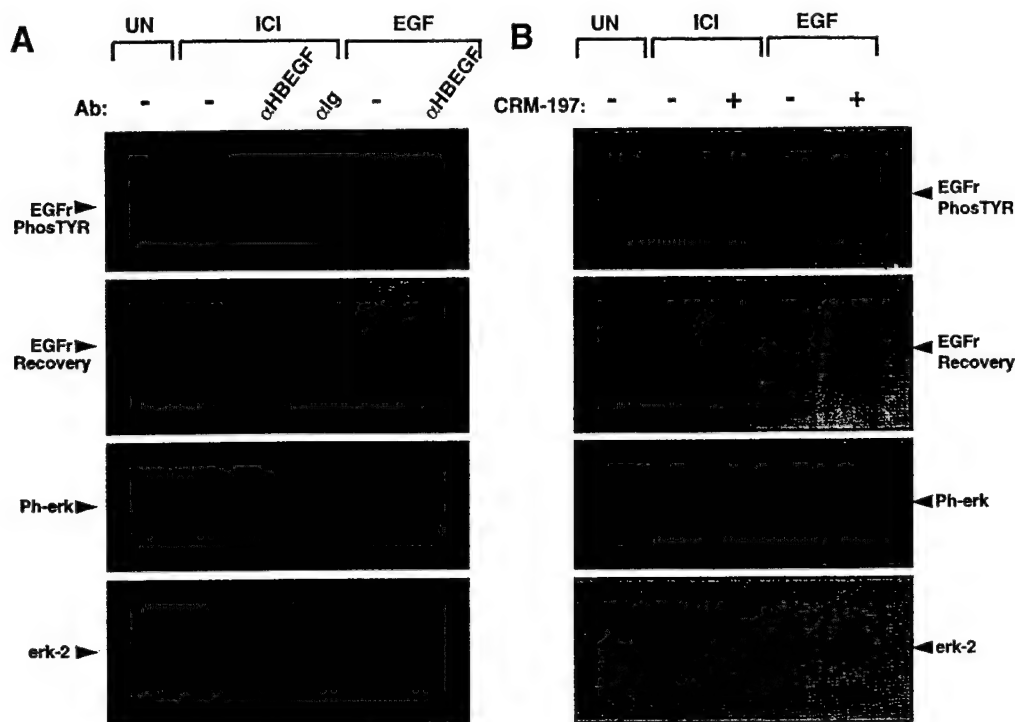 A
UN ICI EGF
Ab: - - αHBEGF αIg - αHBEGF
EGFr
PhosTYR
EGFr
Recovery
Ph-erk
erk-2
B
UN ICI EGF
CRM-197: - - + - +
EGFr
PhosTYR
EGFr
Recovery
Ph-erk
erk-2